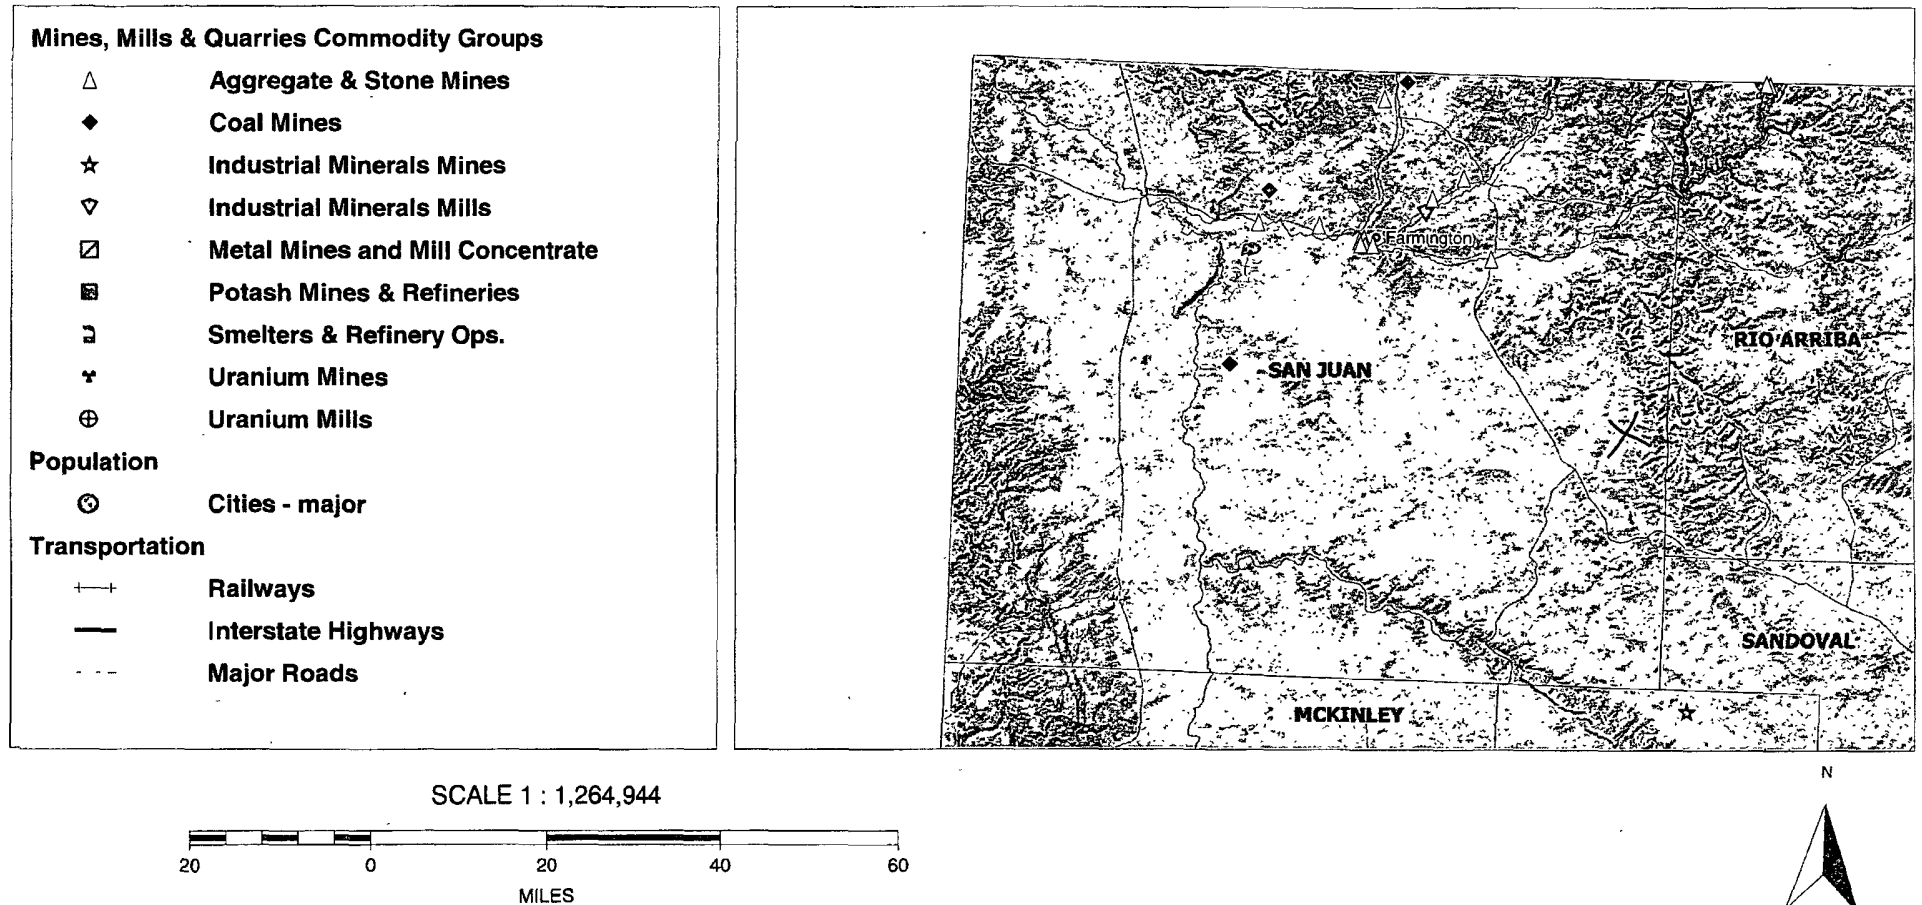 Mines, Mills & Quarries Commodity Groups
Aggregate & Stone Mines
Coal Mines
Industrial Minerals Mines
Industrial Minerals Mills
Metal Mines and Mill Concentrate
Potash Mines & Refineries
Smelters & Refinery Ops.
Uranium Mines
Uranium Mills
Population
Cities - major
Transportation
Railways
Interstate Highways
Major Roads
Farmington
RIO ARRIBA
SAN JUAN
SANDOVAL
MCKINLEY
SCALE 1 : 1,264,944
20 0 20 40 60
MILES
N